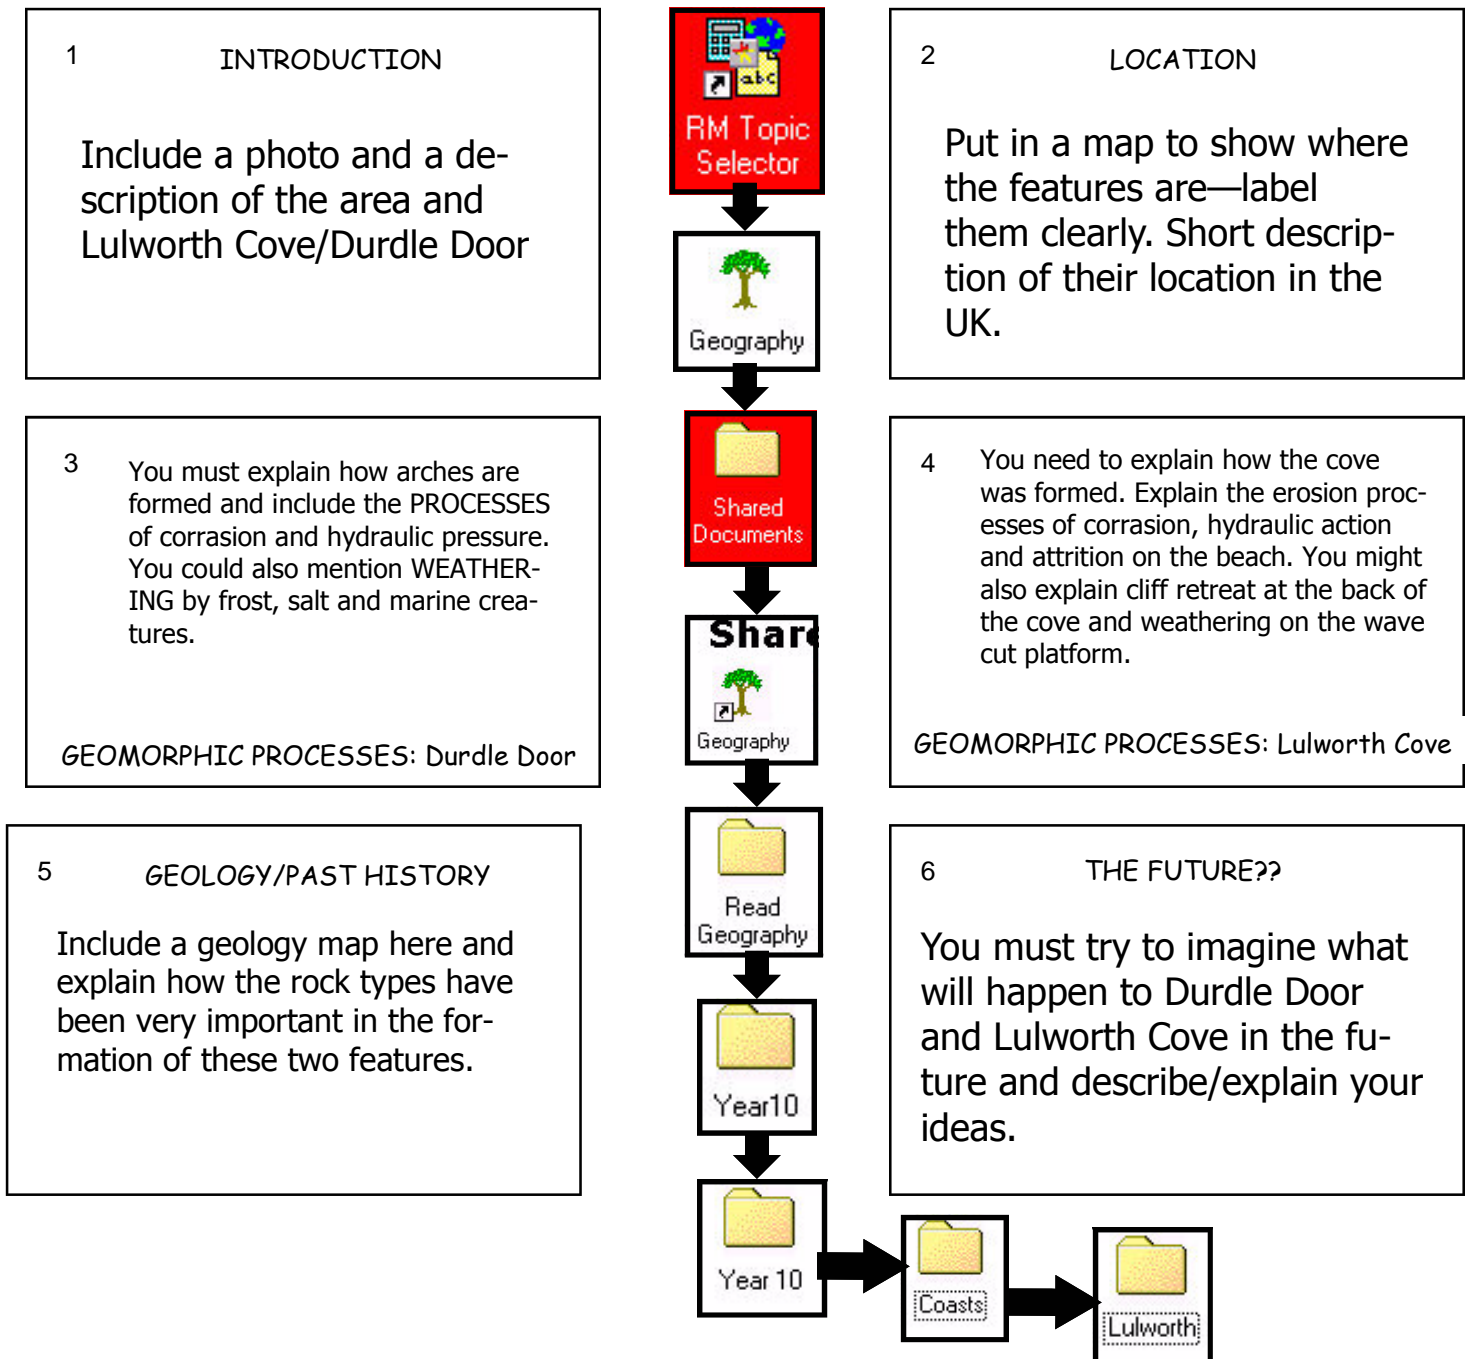 1
INTRODUCTION
Include a photo and a de-
scription of the area and
Lulworth Cove/Durdle Door
2
LOCATION
Put in a map to show where
the features are—label
them clearly. Short descrip-
tion of their location in the
UK.
3
You must explain how arches are
formed and include the PROCESSES
of corrasion and hydraulic pressure.
You could also mention WEATHER-
ING by frost, salt and marine crea-
tures.
GEOMORPHIC PROCESSES: Durdle Door
4
You need to explain how the cove
was formed. Explain the erosion proc-
esses of corrasion, hydraulic action
and attrition on the beach. You might
also explain cliff retreat at the back of
the cove and weathering on the wave
cut platform.
GEOMORPHIC PROCESSES: Lulworth Cove
5
GEOLOGY/PAST HISTORY
Include a geology map here and
explain how the rock types have
been very important in the for-
mation of these two features.
6
THE FUTURE??
You must try to imagine what
will happen to Durdle Door
and Lulworth Cove in the fu-
ture and describe/explain your
ideas.
abc
RM Topic
Selector
Geography
Shared
Documents
Share
Geography
Read
Geography
Year10
Year 10
Coasts
Lulworth